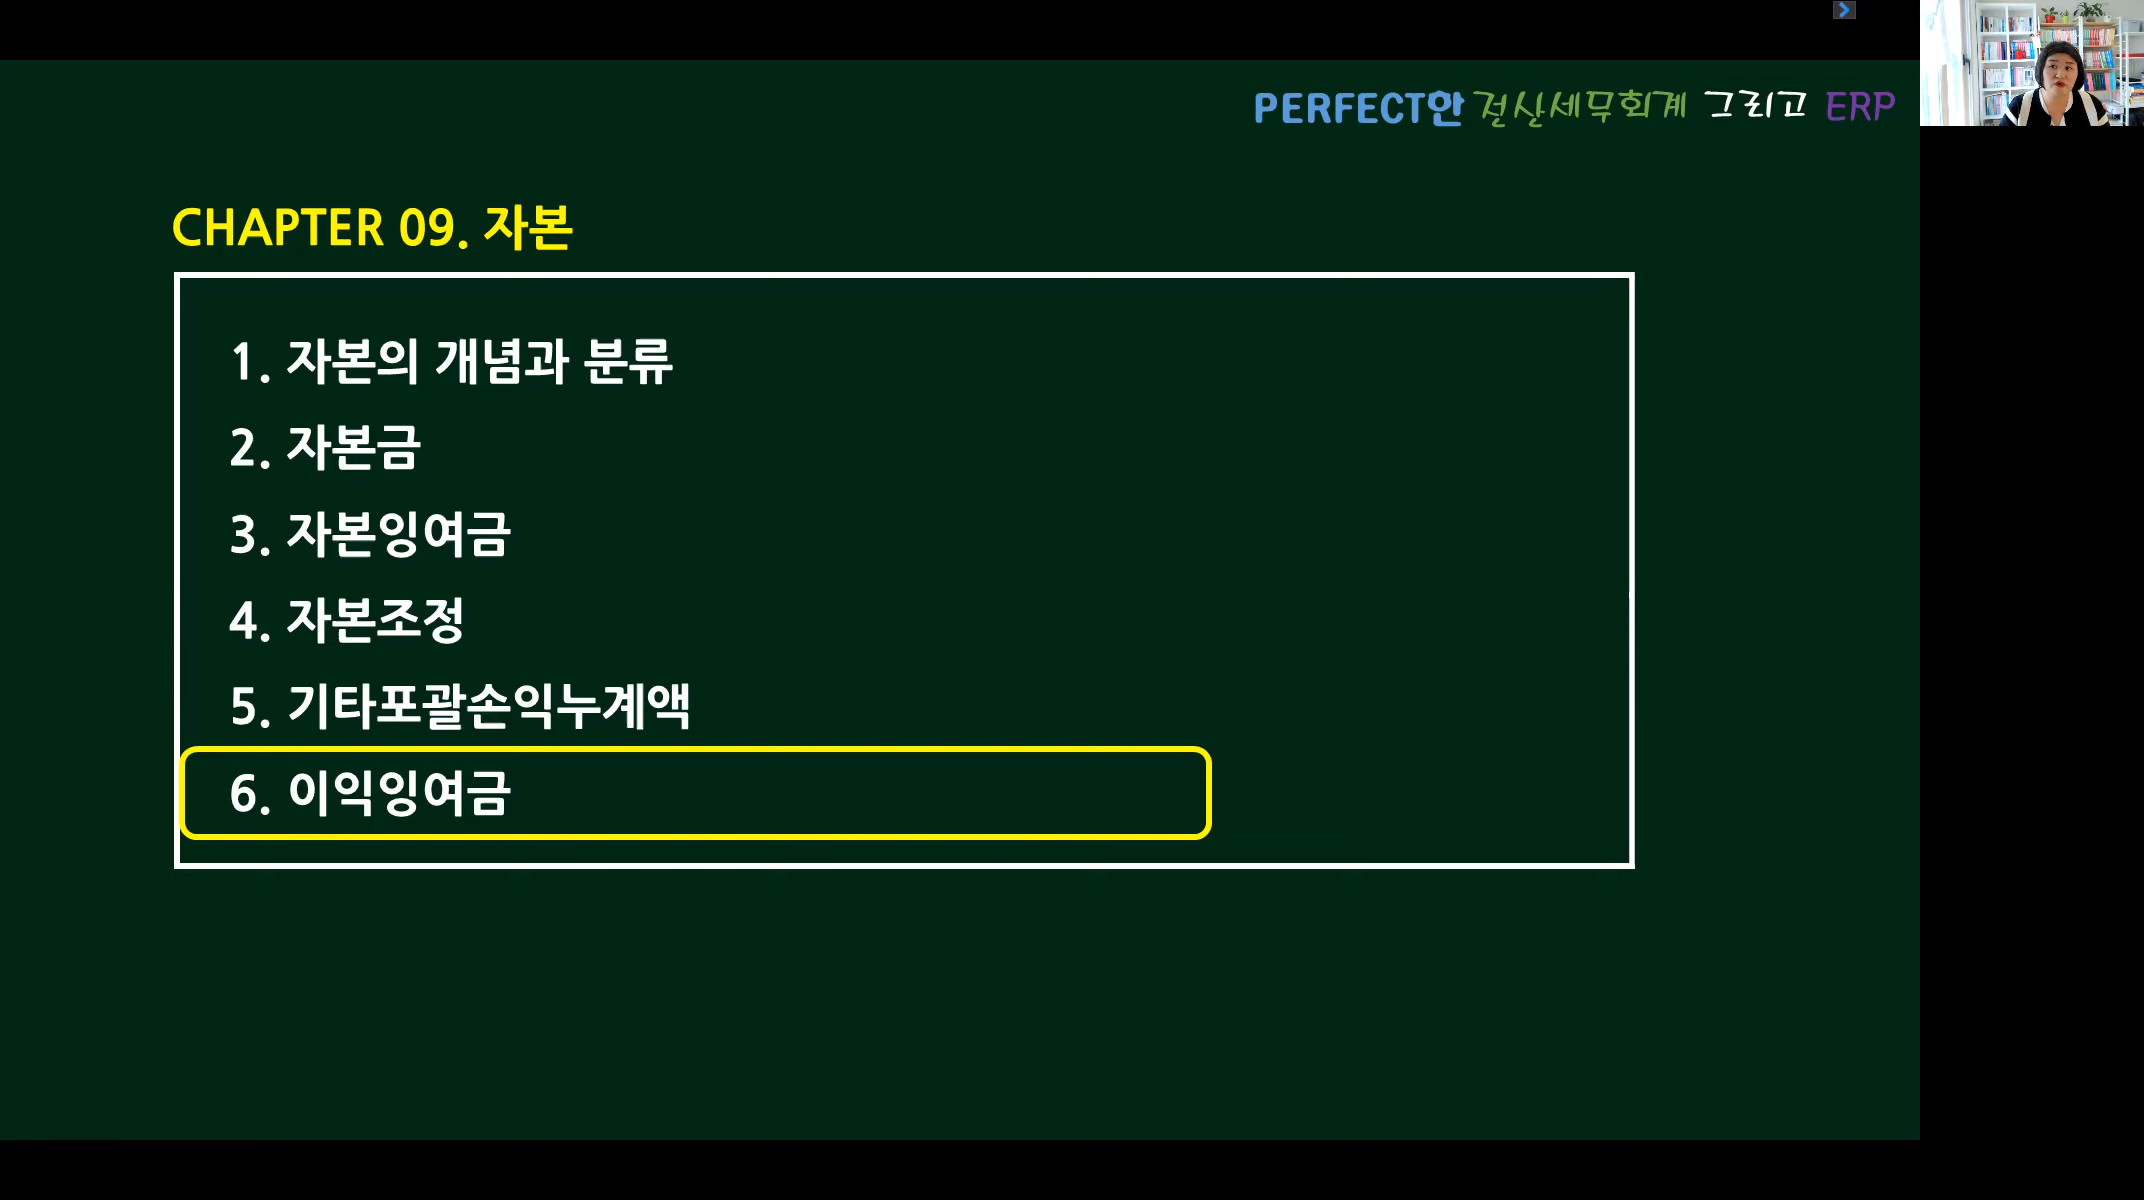 PERFECT한 전산세무회계 그리고 ERP
CHAPTER 09. 자본
1. 자본의 개념과 분류
2. 자본금
3. 자본잉여금
4. 자본조정
5. 기타포괄손익누계액
6. 이익잉여금